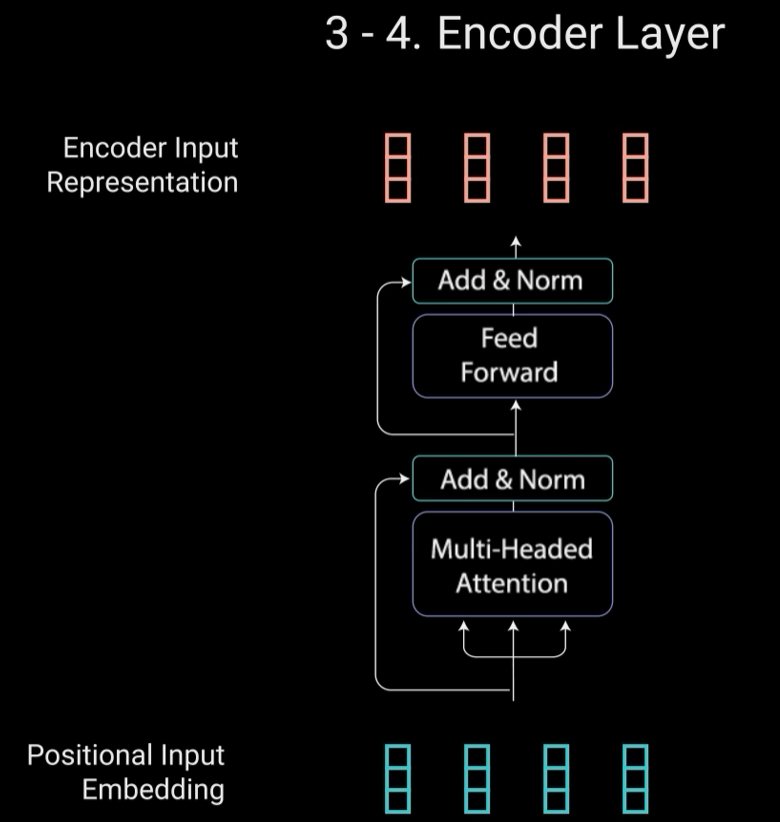 3 - 4. Encoder Layer
Encoder Input
Representation
Add & Norm
Feed
Forward
Add & Norm
Multi-Headed
Attention
Positional Input
Embedding